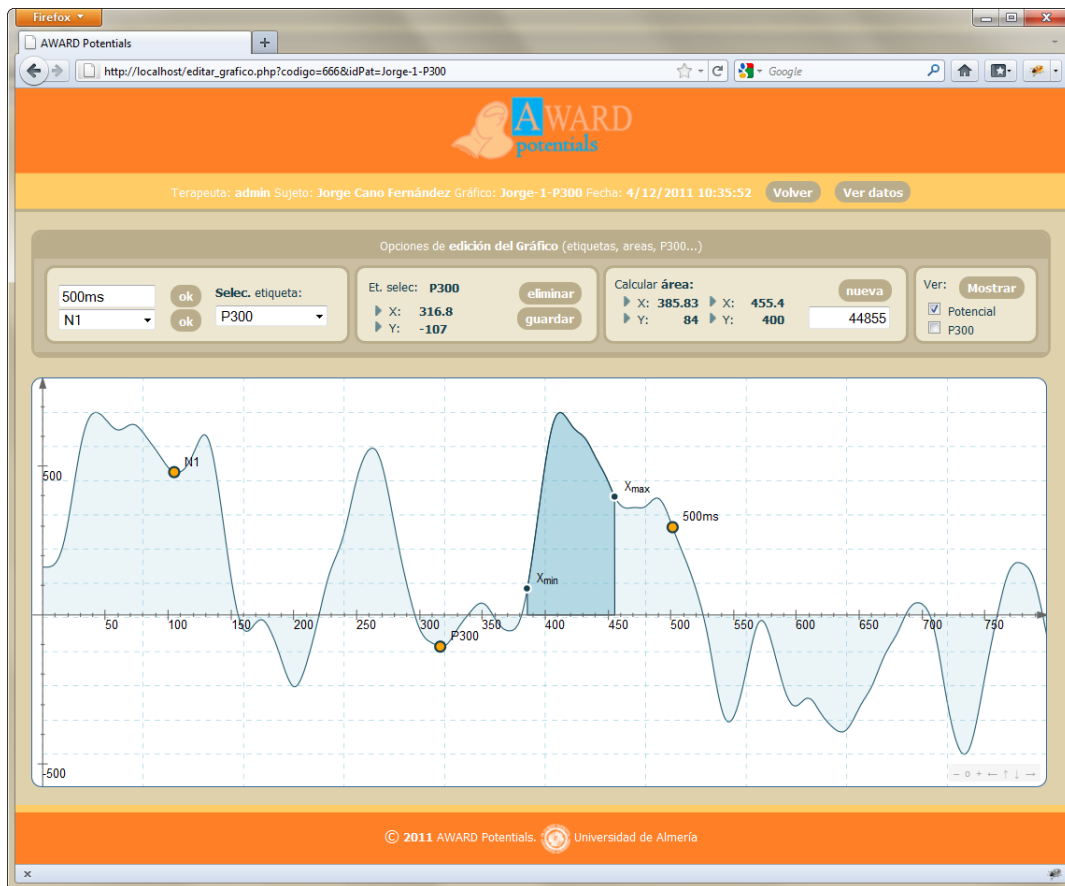 Firefox
AWARD Potentials
http://localhost/editar_grafico.php?codigo=666&idPat=Jorge-1-P300
Google
AWARD
potentials
Terapeuta: admin Sujeto: Jorge Cano Fernández Gráfico: Jorge-1-P300 Fecha: 4/12/2011 10:35:52 Volver Ver datos
Opciones de edición del Gráfico (etiquetas, areas, P300...)
500ms ok
N1 ok
Selec. etiqueta:
P300
Et. selec: P300
X: 316.8
Y: -107
eliminar
guardar
Calcular área:
X: 385.83 X: 455.4
Y: 84 Y: 400
nueva
44855
Ver: Mostrar
Potencial
P300
500
-500
N1
P300
Xmin
Xmax
500ms
50 100 150 200 250 300 350 400 450 500 550 600 650 700 750
− o + ← ↑ ↓ →
© 2011 AWARD Potentials. Universidad de Almería
x